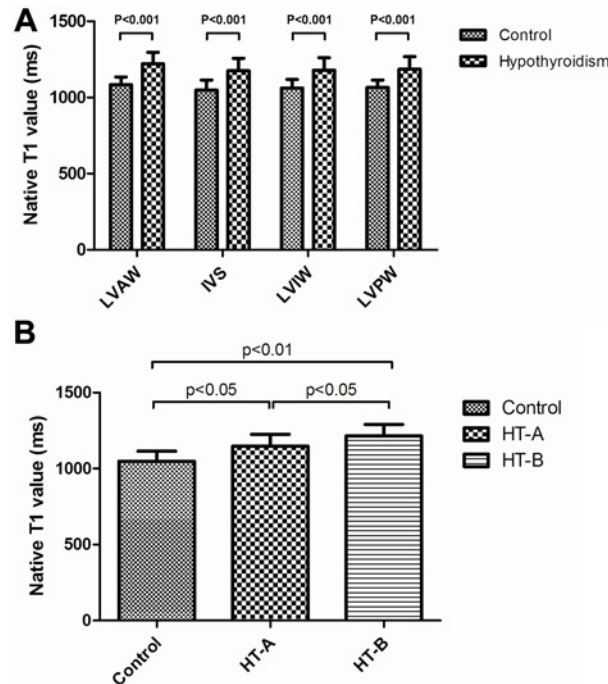 A
P<0.001 P<0.001 P<0.001 P<0.001
1500
1000
500
0
Native T1 value (ms)
LVAW IVS LVIW LVPW
Control
Hypothyroidism
B
p<0.01
p<0.05 p<0.05
1500
1000
500
0
Native T1 value (ms)
Control HT-A HT-B
Control
HT-A
HT-B